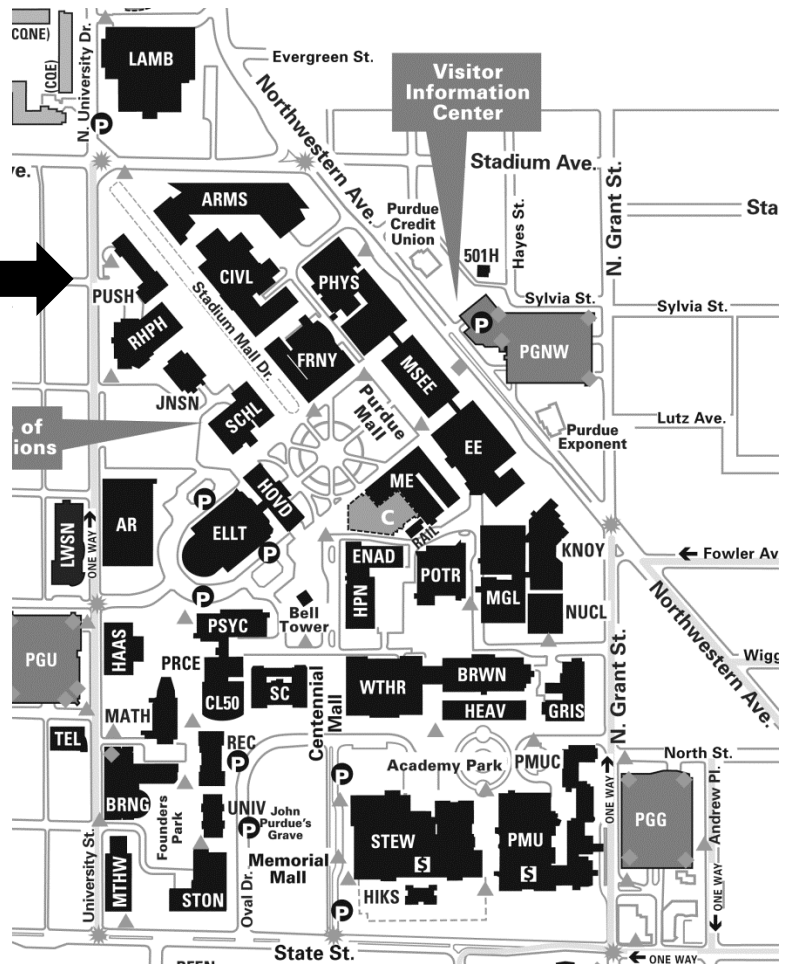 CQNE)
(CQE)
N. University Dr.
LAMB
Evergreen St.
Visitor
Information
Center
Northwestern Ave.
P
ve.
Stadium Ave.
Sta
Hayes St.
N. Grant St.
ARMS
Purdue
Credit
Union
501H
CIVL
PHYS
PUSH
Stadium Mall Dr.
Sylvia St.
Sylvia St.
P
PGNW
RHPH
FRNY
MSEE
JNSN
SCHL
Purdue
Mall
Lutz Ave.
Purdue
Exponent
e of
ions
EE
HOVD
ME
C
RAIL
P
AR
ELLT
LWSN
ONE WAY
P
ENAD
HPN
POTR
KNOY
MGL
NUCL
Fowler Av
Northwestern Ave.
P
Bell
Tower
PSYC
PGU
HAAS
PRCE
CL50
SC
Centennial
Mall
WTHR
BRWN
HEAV
GRIS
N. Grant St.
Wigg
MATH
TEL
REC
P
Academy Park
PMUC
North St.
BRNG
UNIV
Founders
Park
John
Purdue's
Grave
P
P
STEW
$
PMU
$
ONE WAY
PGG
Andrew Pl.
ONE WAY
University St.
MTHW
STON
Oval Dr.
Memorial
Mall
HIKS
P
State St.
ONE WAY